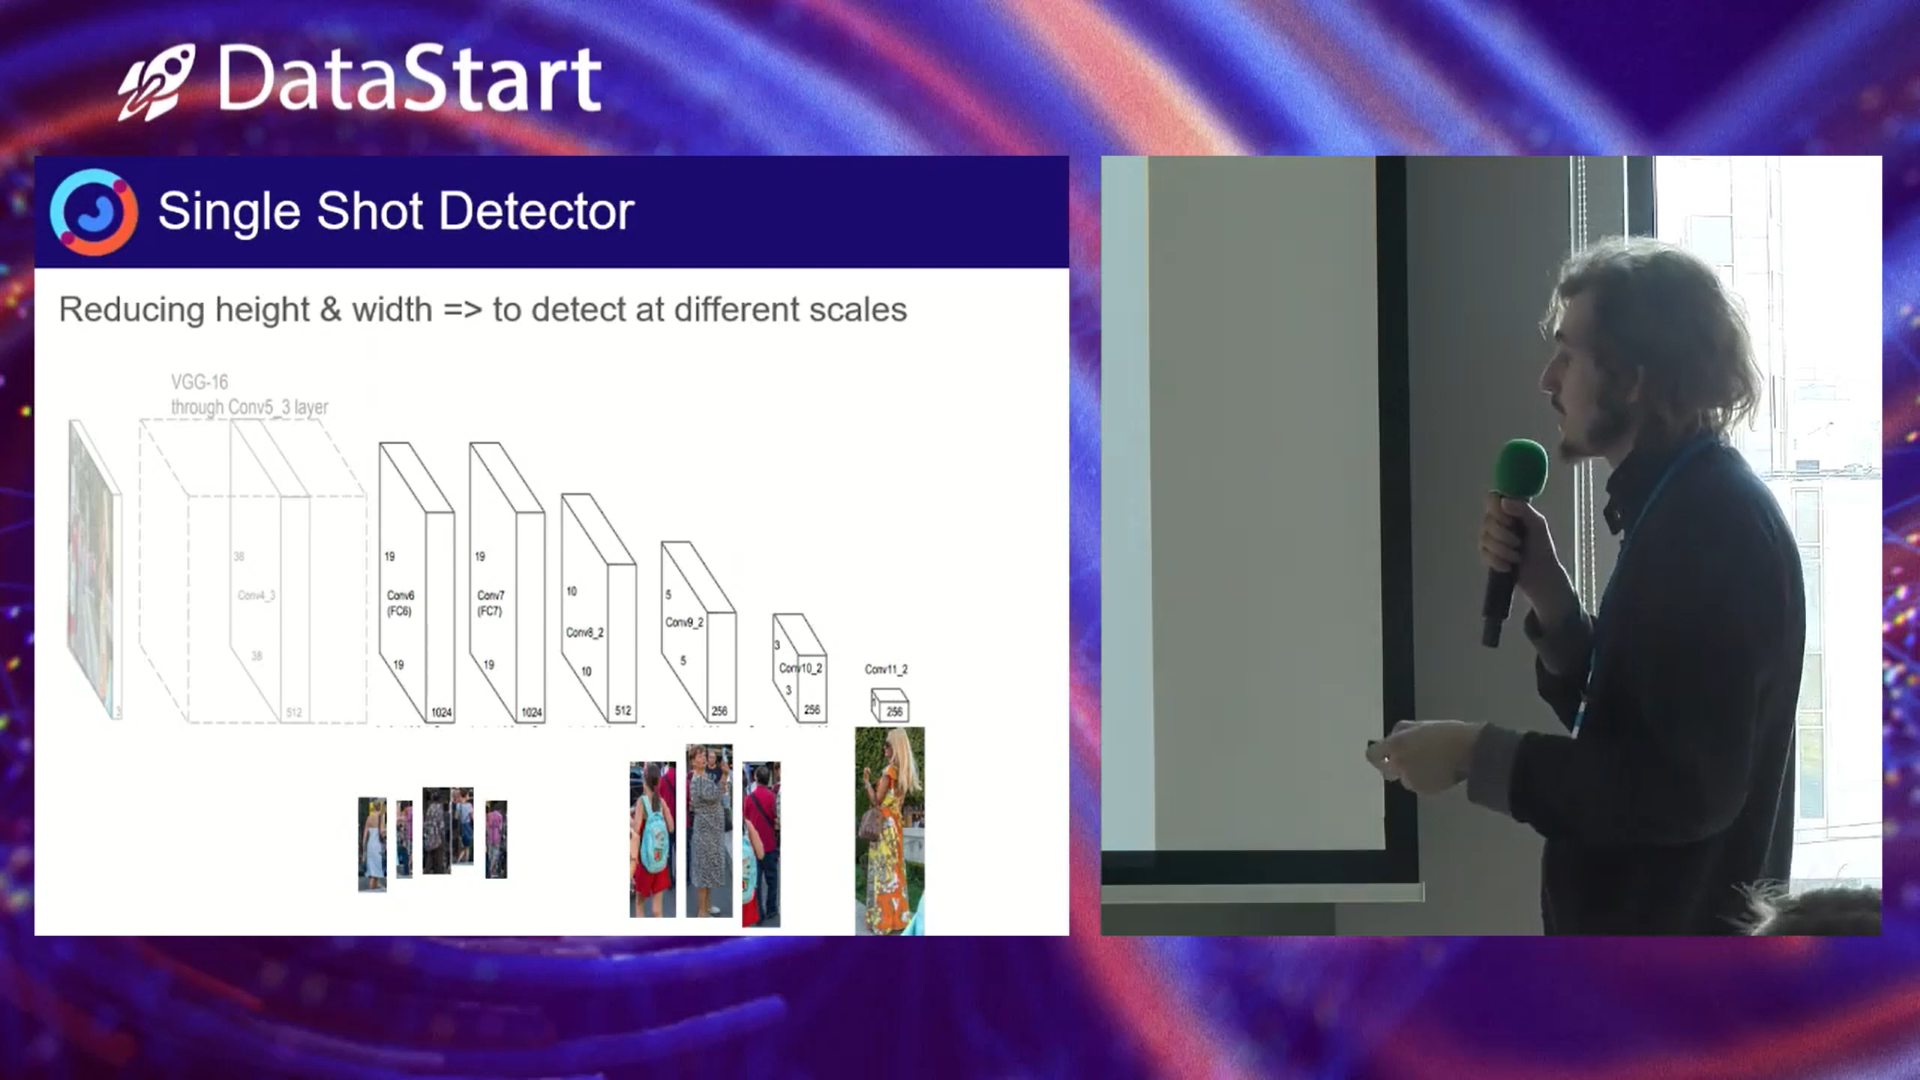 DataStart
Single Shot Detector
Reducing height & width => to detect at different scales
VGG-16
through Conv5_3 layer
3
38
Conv4_3
38
512
19
Conv6
(FC6)
19
1024
19
Conv7
(FC7)
19
1024
10
Conv8_2
10
512
5
Conv9_2
5
256
3
Conv10_2
3
256
Conv11_2
256